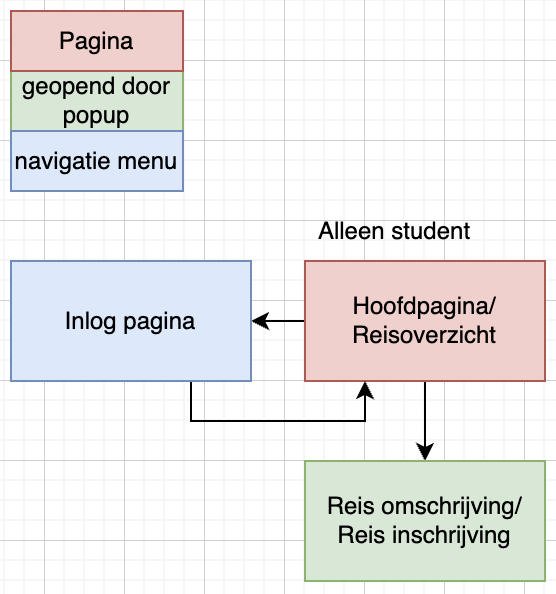 Pagina
geopend door
popup
navigatie menu
Alleen student
Inlog pagina
Hoofdpagina/
Reisoverzicht
Reis omschrijving/
Reis inschrijving